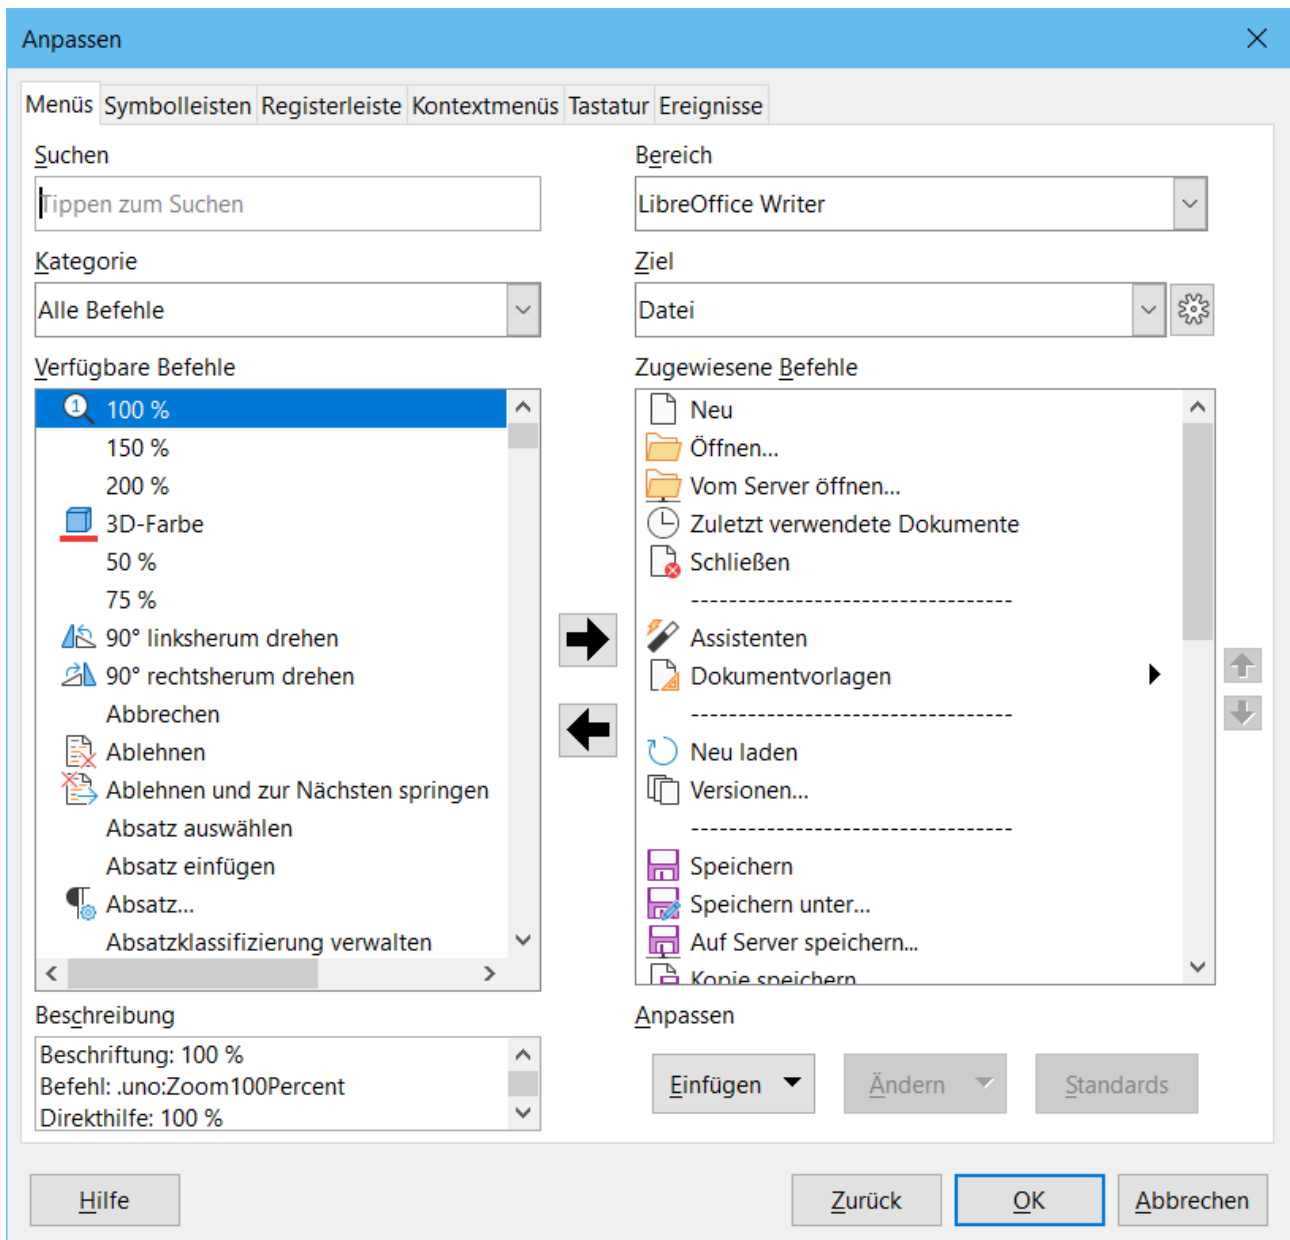 Anpassen
Menüs Symbolleisten Registerleiste Kontextmenüs Tastatur Ereignisse
Suchen
Tippen zum Suchen
Kategorie
Alle Befehle
Verfügbare Befehle
1 100 %
150 %
200 %
3D-Farbe
50 %
75 %
90° linksherum drehen
90° rechtsherum drehen
Abbrechen
Ablehnen
Ablehnen und zur Nächsten springen
Absatz auswählen
Absatz einfügen
Absatz...
Absatzklassifizierung verwalten
Beschreibung
Beschriftung: 100 %
Befehl: .uno:Zoom100Percent
Direkthilfe: 100 %
Bereich
LibreOffice Writer
Ziel
Datei
Zugewiesene Befehle
Neu
Öffnen...
Vom Server öffnen...
Zuletzt verwendete Dokumente
Schließen
----------------------------------
Assistenten
Dokumentvorlagen
----------------------------------
Neu laden
Versionen...
----------------------------------
Speichern
Speichern unter...
Auf Server speichern...
Kopie speichern
Anpassen
Einfügen
Ändern
Standards
Hilfe
Zurück
OK
Abbrechen